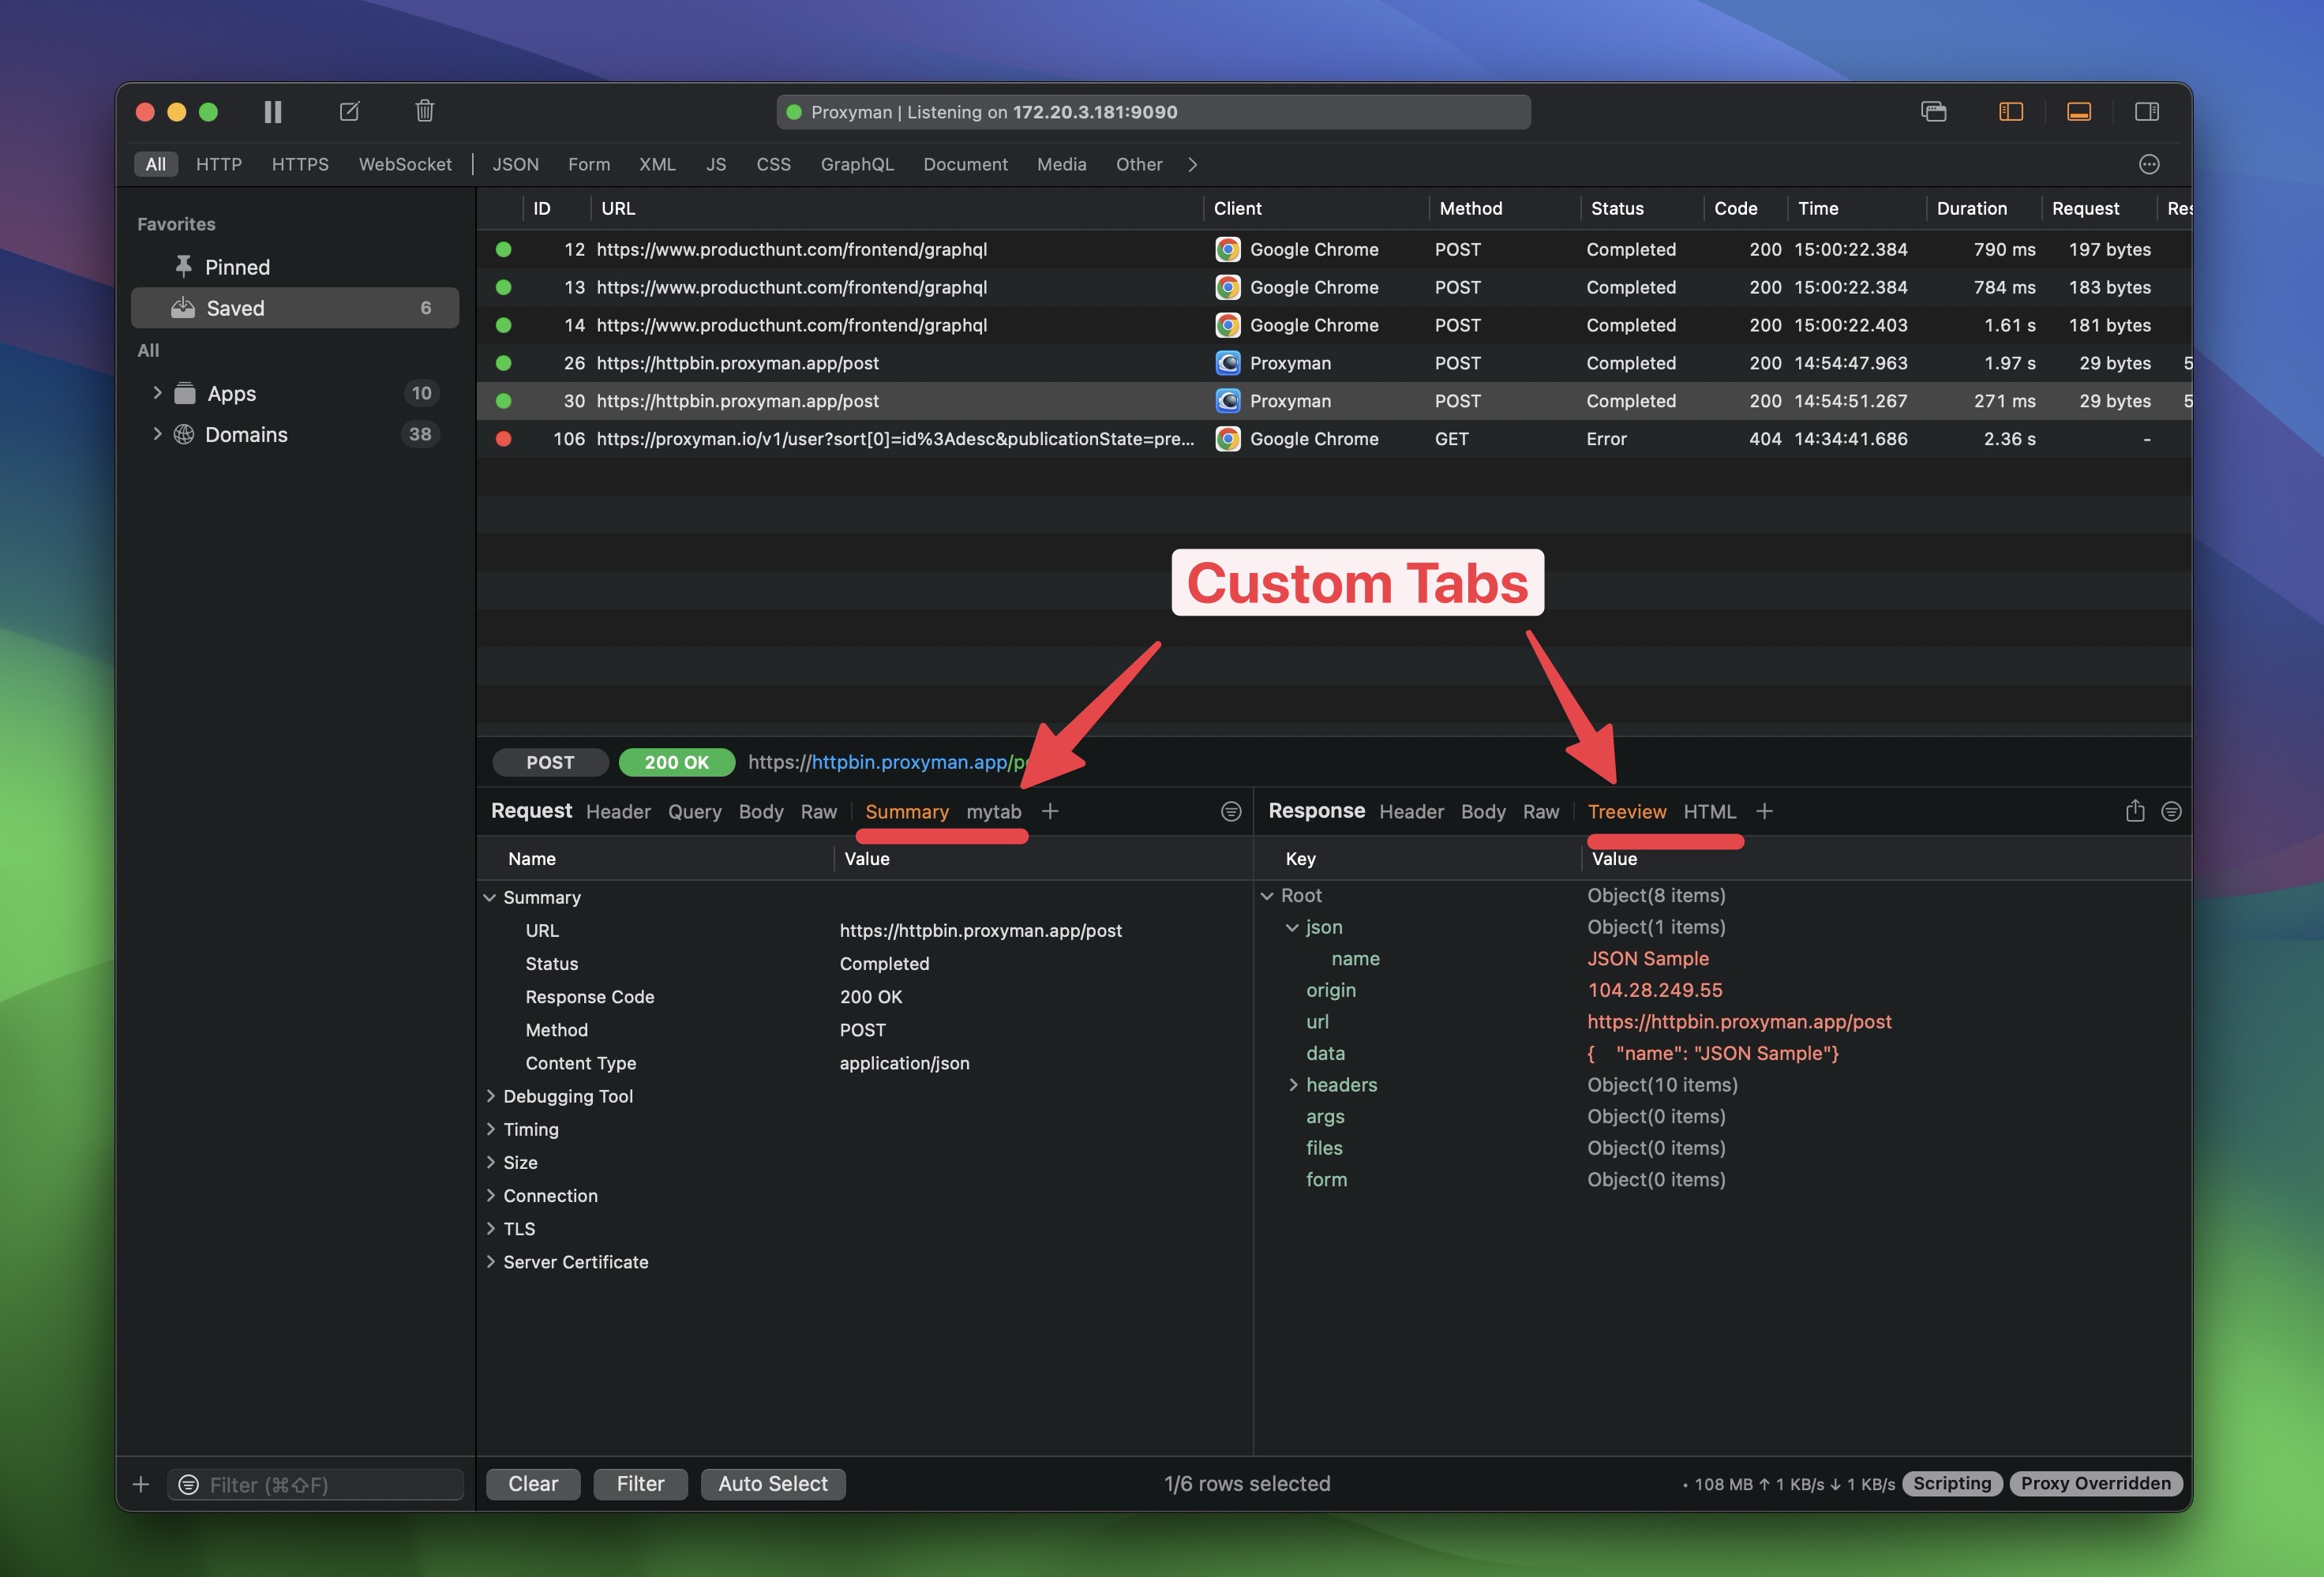 Proxyman | Listening on 172.20.3.181:9090
All HTTP HTTPS WebSocket JSON Form XML JS CSS GraphQL Document Media Other
Favorites
Pinned
Saved 6
All
Apps 10
Domains 38
ID URL Client Method Status Code Time Duration Request Res
12 https://www.producthunt.com/frontend/graphql Google Chrome POST Completed 200 15:00:22.384 790 ms 197 bytes
13 https://www.producthunt.com/frontend/graphql Google Chrome POST Completed 200 15:00:22.384 784 ms 183 bytes
14 https://www.producthunt.com/frontend/graphql Google Chrome POST Completed 200 15:00:22.403 1.61 s 181 bytes
26 https://httpbin.proxyman.app/post Proxyman POST Completed 200 14:54:47.963 1.97 s 29 bytes 5
30 https://httpbin.proxyman.app/post Proxyman POST Completed 200 14:54:51.267 271 ms 29 bytes 5
106 https://proxyman.io/v1/user?sort[0]=id%3Adesc&publicationState=pre... Google Chrome GET Error 404 14:34:41.686 2.36 s -
Custom Tabs
POST 200 OK https://httpbin.proxyman.app/po
Request Header Query Body Raw Summary mytab +
Name Value
Summary
URL https://httpbin.proxyman.app/post
Status Completed
Response Code 200 OK
Method POST
Content Type application/json
Debugging Tool
Timing
Size
Connection
TLS
Server Certificate
Response Header Body Raw Treeview HTML +
Key Value
Root Object(8 items)
json Object(1 items)
name JSON Sample
origin 104.28.249.55
url https://httpbin.proxyman.app/post
data { "name": "JSON Sample"}
headers Object(10 items)
args Object(0 items)
files Object(0 items)
form Object(0 items)
+ Filter (⌘⇧F)
Clear Filter Auto Select 1/6 rows selected • 108 MB ↑ 1 KB/s ↓ 1 KB/s Scripting Proxy Overridden